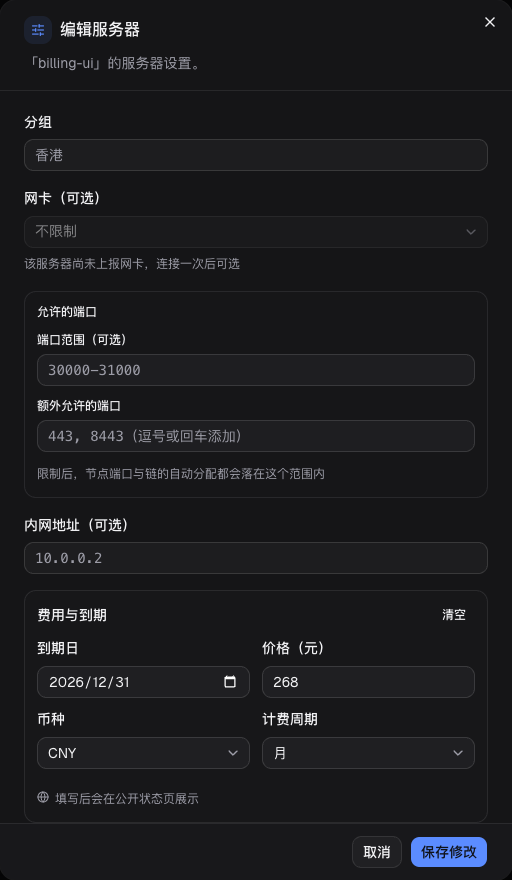 编辑服务器
「billing-ui」的服务器设置。
分组
香港
网卡（可选）
不限制
该服务器尚未上报网卡，连接一次后可选
允许的端口
端口范围（可选）
30000-31000
额外允许的端口
443, 8443（逗号或回车添加）
限制后，节点端口与链的自动分配都会落在这个范围内
内网地址（可选）
10.0.0.2
费用与到期 清空
到期日 价格（元）
2026/12/31 268
币种 计费周期
CNY 月
填写后会在公开状态页展示
取消 保存修改